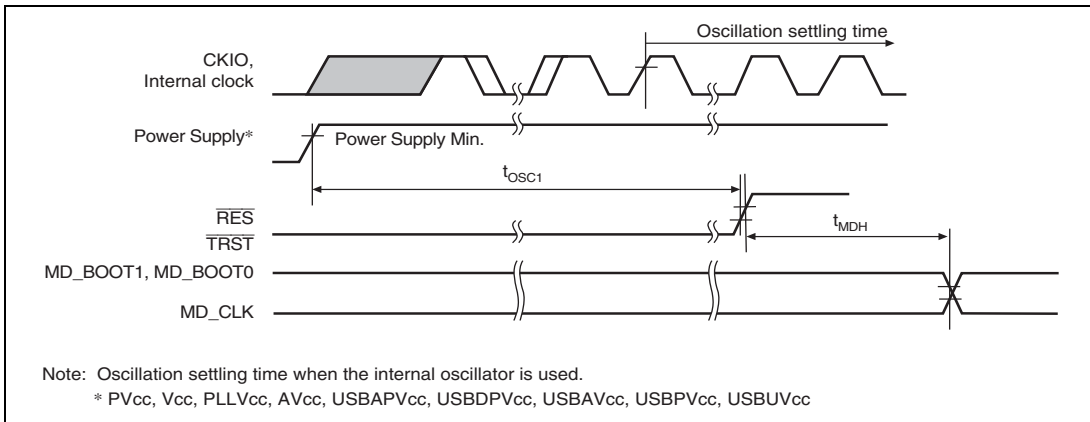 Oscillation settling time
CKIO,
Internal clock
Power Supply*
Power Supply Min.
tOSC1
RES
TRST
tMDH
MD_BOOT1, MD_BOOT0
MD_CLK
Note: Oscillation settling time when the internal oscillator is used.
* PVcc, Vcc, PLLVcc, AVcc, USBAPVcc, USBDPVcc, USBAVcc, USBPVcc, USBUVcc